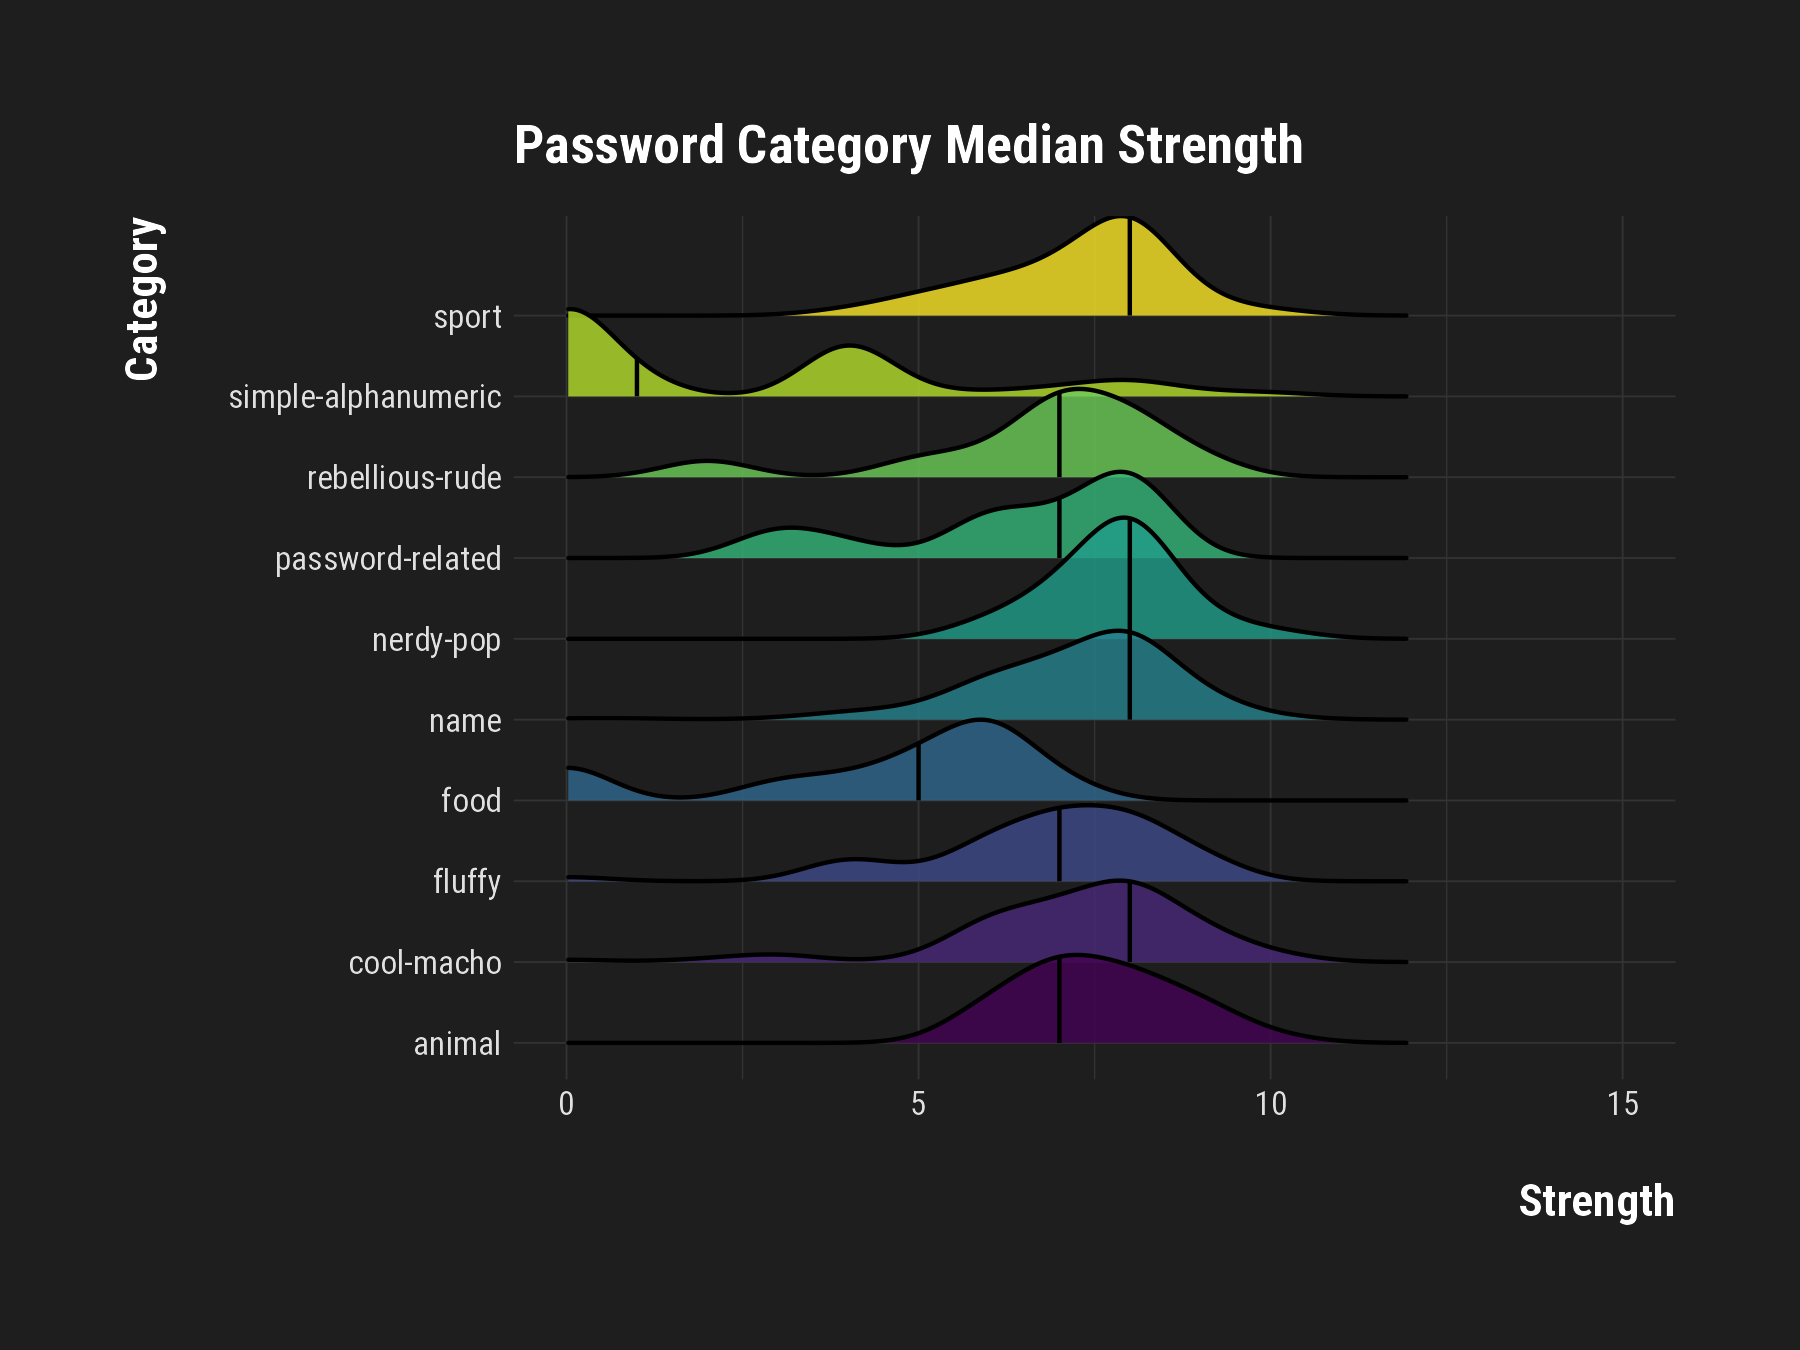 Password Category Median Strength
Category
sport
simple-alphanumeric
rebellious-rude
password-related
nerdy-pop
name
food
fluffy
cool-macho
animal
0 5 10 15
Strength